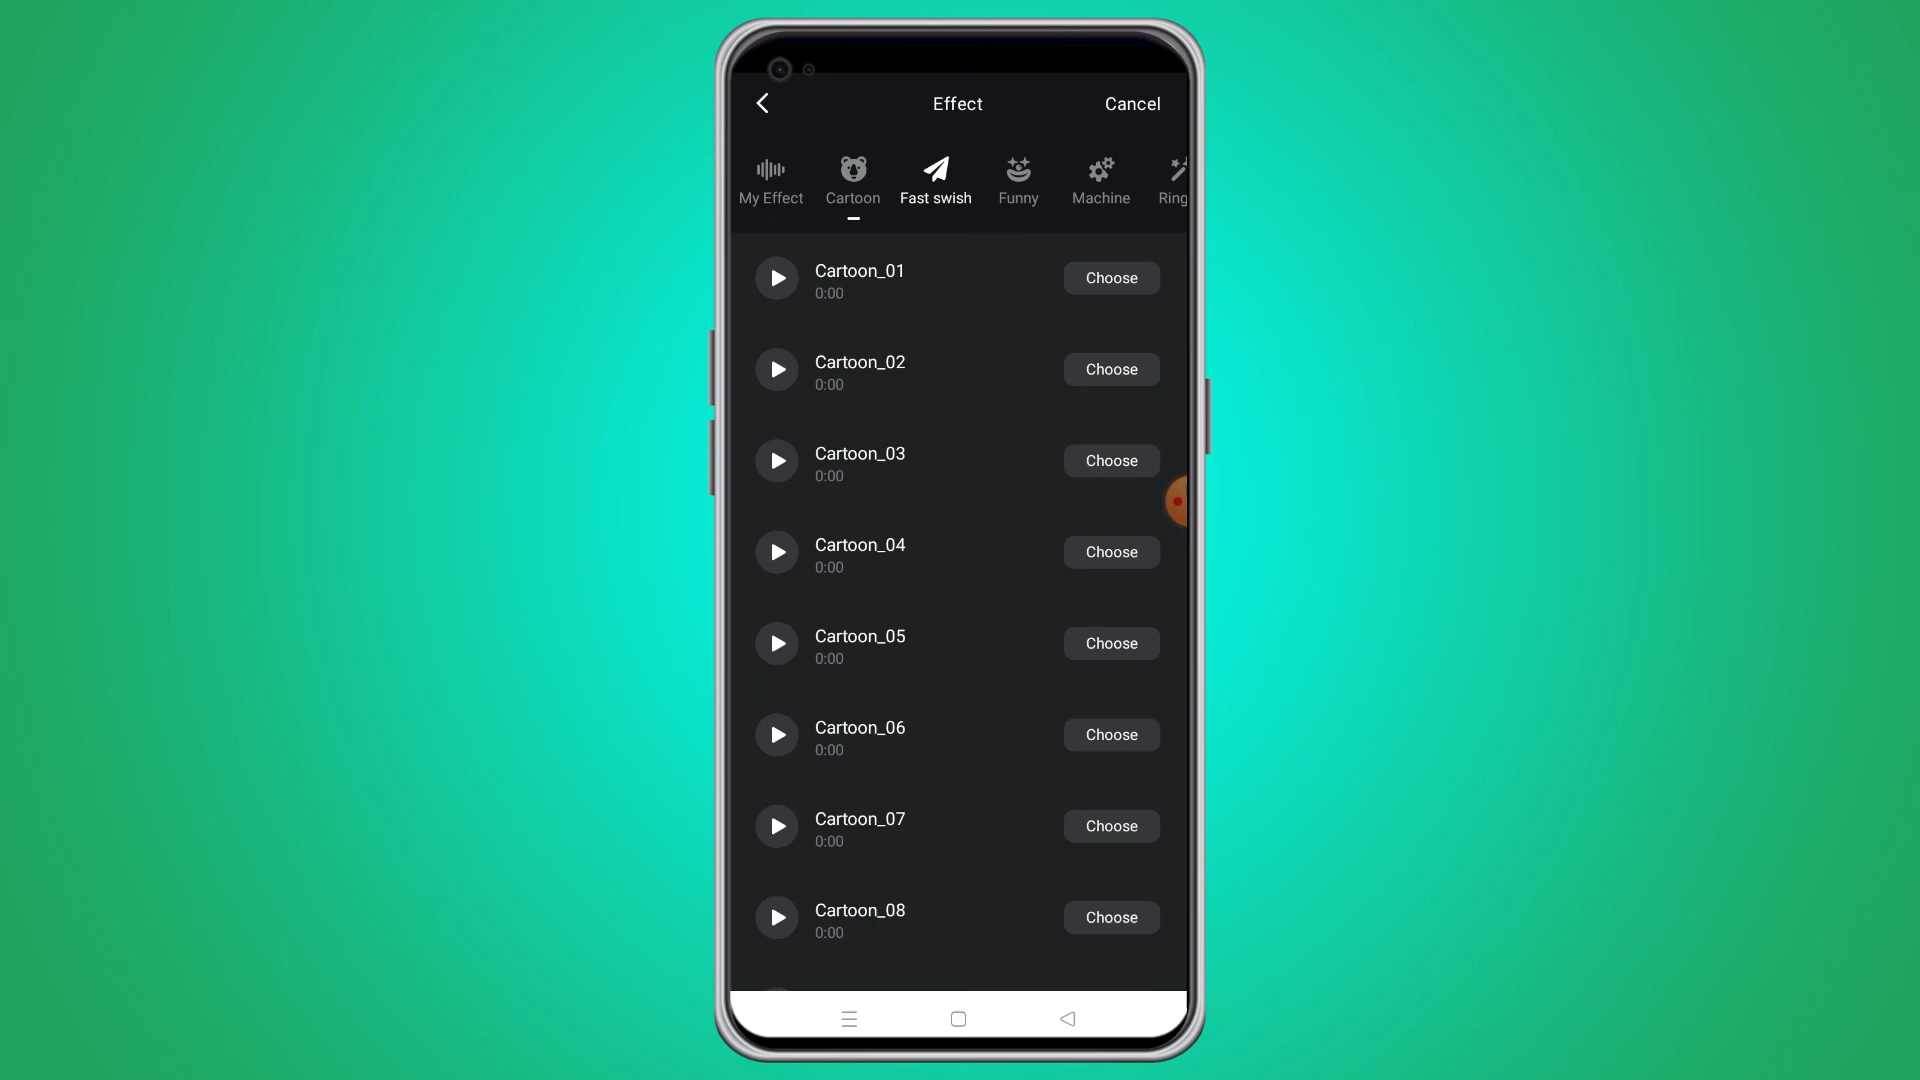 Effect
Cancel
My Effect
Cartoon
Fast swish
Funny
Machine
Ring
Cartoon_01
0:00
Choose
Cartoon_02
0:00
Choose
Cartoon_03
0:00
Choose
Cartoon_04
0:00
Choose
Cartoon_05
0:00
Choose
Cartoon_06
0:00
Choose
Cartoon_07
0:00
Choose
Cartoon_08
0:00
Choose